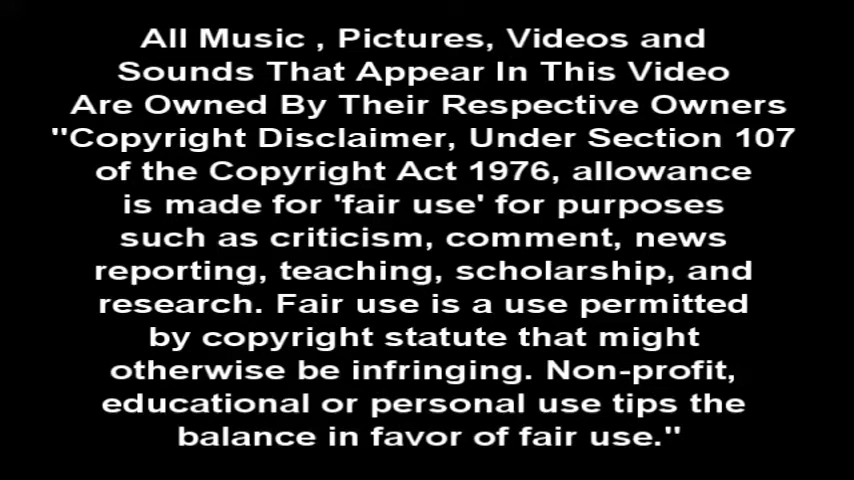 All Music , Pictures, Videos and
Sounds That Appear In This Video
Are Owned By Their Respective Owners
"Copyright Disclaimer, Under Section 107
of the Copyright Act 1976, allowance
is made for 'fair use' for purposes
such as criticism, comment, news
reporting, teaching, scholarship, and
research. Fair use is a use permitted
by copyright statute that might
otherwise be infringing. Non-profit,
educational or personal use tips the
balance in favor of fair use."